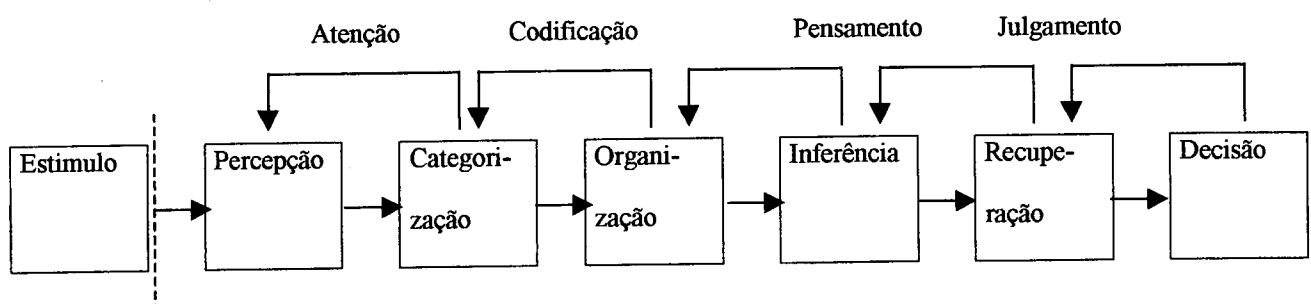 Atenção
Codificação
Pensamento
Julgamento
Estimulo
Percepção
Categori-
zação
Organi-
zação
Inferência
Recupe-
ração
Decisão